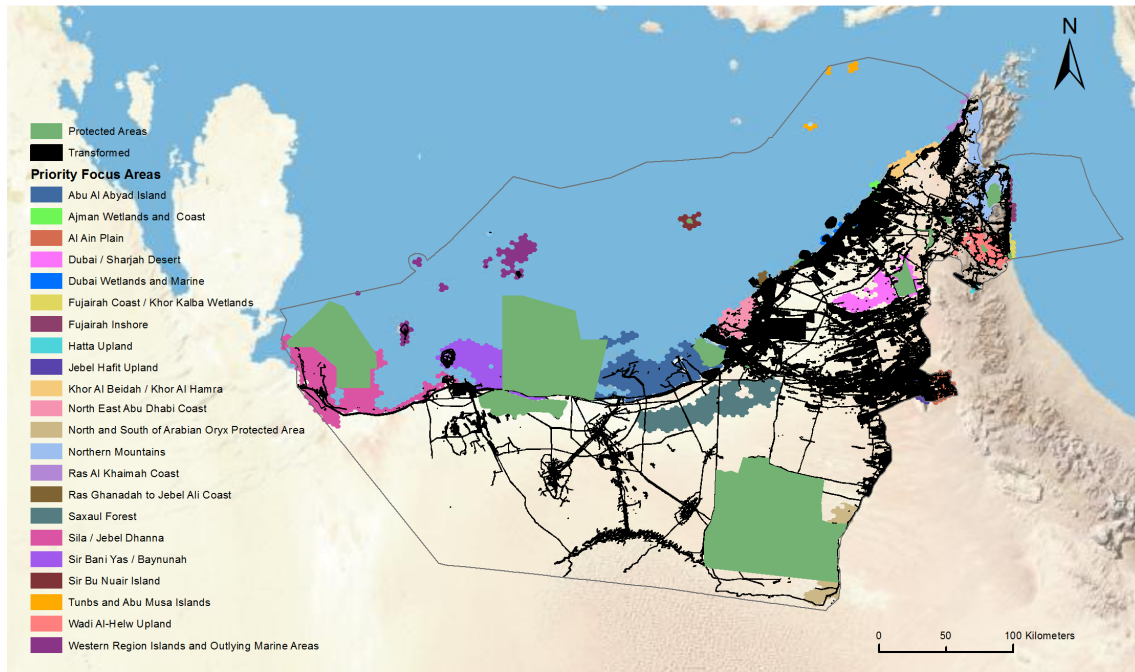 N
Protected Areas
Transformed
Priority Focus Areas
Abu Al Abyad Island
Ajman Wetlands and Coast
Al Ain Plain
Dubai / Sharjah Desert
Dubai Wetlands and Marine
Fujairah Coast / Khor Kalba Wetlands
Fujairah Inshore
Hatta Upland
Jebel Hafit Upland
Khor Al Beidah / Khor Al Hamra
North East Abu Dhabi Coast
North and South of Arabian Oryx Protected Area
Northern Mountains
Ras Al Khaimah Coast
Ras Ghanadah to Jebel Ali Coast
Saxaul Forest
Sila / Jebel Dhanna
Sir Bani Yas / Baynunah
Sir Bu Nuair Island
Tunbs and Abu Musa Islands
Wadi Al-Helw Upland
Western Region Islands and Outlying Marine Areas
0 50 100 Kilometers